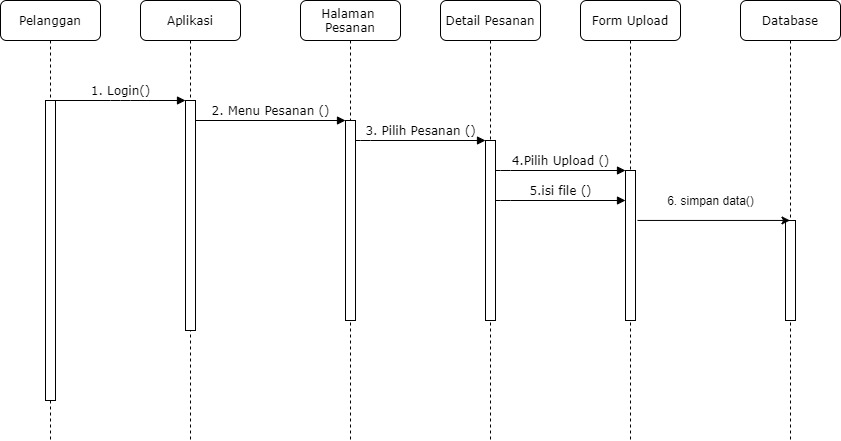 Pelanggan
Aplikasi
Halaman
Pesanan
Detail Pesanan
Form Upload
Database
1. Login()
2. Menu Pesanan ()
3. Pilih Pesanan ()
4.Pilih Upload ()
5.isi file ()
6. simpan data()